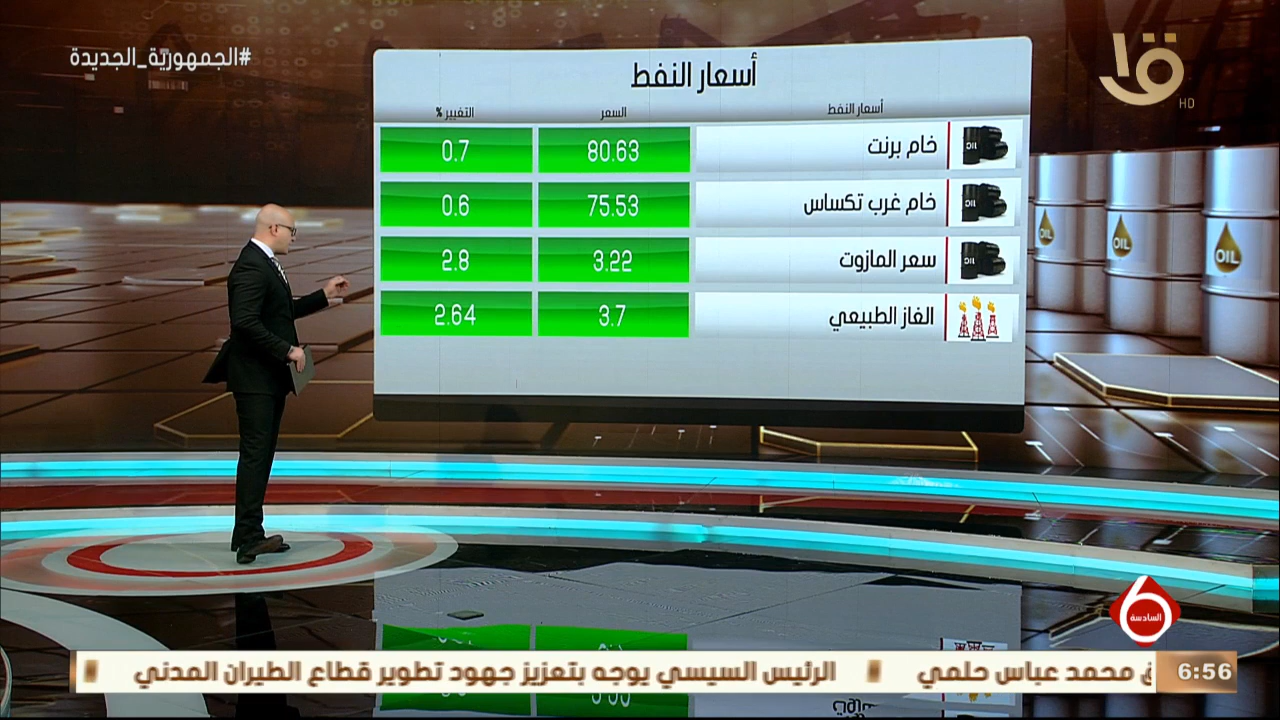 #الجمهورية_الجديدة
HD
أسعار النفط
أسعار النفط السعر التغيير %
خام برنت 80.63 0.7
خام غرب تكساس 75.53 0.6
سعر المازوت 3.22 2.8
الغاز الطبيعي 3.7 2.64
OIL
OIL
OIL
6
السادسة
6:56
محمد عباس حلمي
الرئيس السيسي يوجه بتعزيز جهود تطوير قطاع الطيران المدني